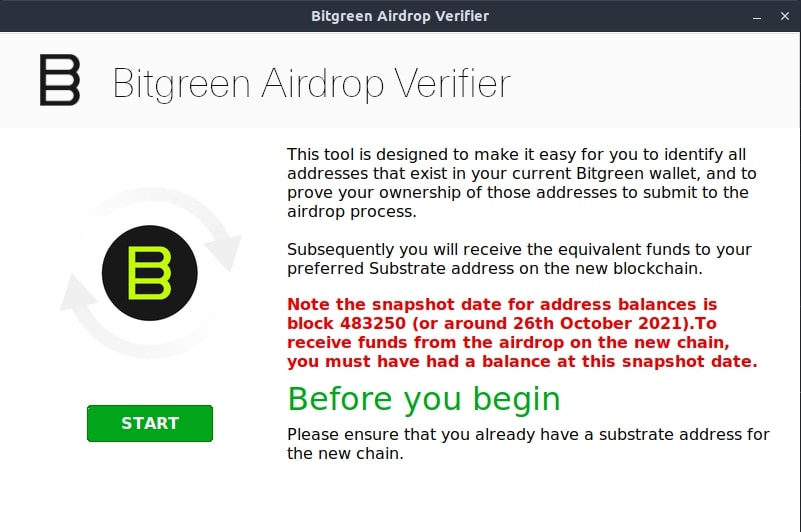 Bitgreen Airdrop Verifier
Bitgreen Airdrop Verifier
This tool is designed to make it easy for you to identify all
addresses that exist in your current Bitgreen wallet, and to
prove your ownership of those addresses to submit to the
airdrop process.
Subsequently you will receive the equivalent funds to your
preferred Substrate address on the new blockchain.
Note the snapshot date for address balances is
block 483250 (or around 26th October 2021).To
receive funds from the airdrop on the new chain,
you must have had a balance at this snapshot date.
Before you begin
START
Please ensure that you already have a substrate address for
the new chain.